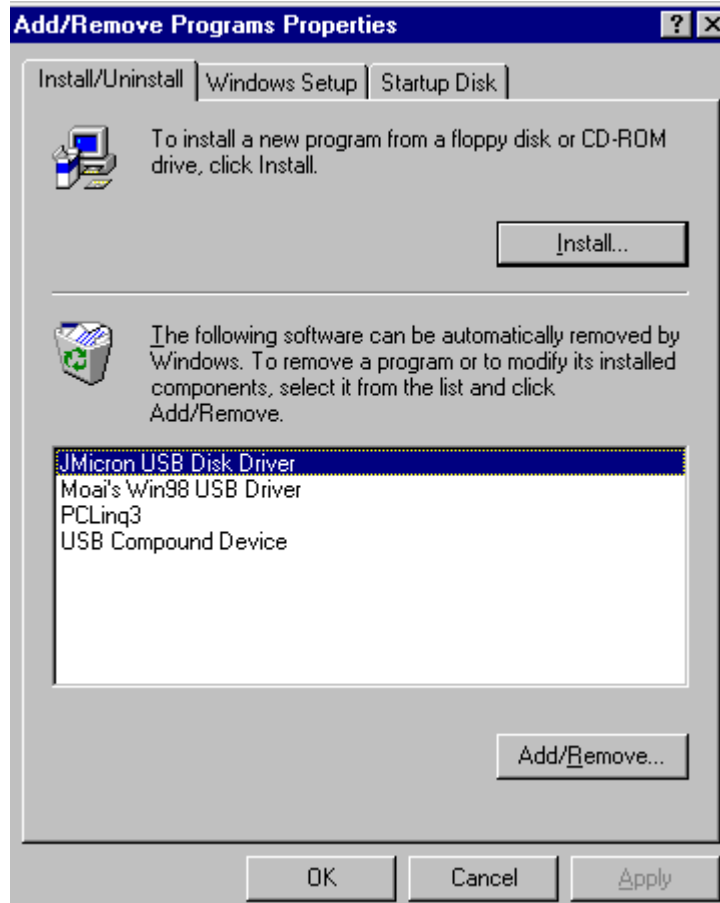 Add/Remove Programs Properties
Install/Uninstall
Windows Setup
Startup Disk
To install a new program from a floppy disk or CD-ROM
drive, click Install.
Install...
The following software can be automatically removed by
Windows. To remove a program or to modify its installed
components, select it from the list and click
Add/Remove.
JMicron USB Disk Driver
Moai's Win98 USB Driver
PCLinq3
USB Compound Device
Add/Remove...
OK
Cancel
Apply